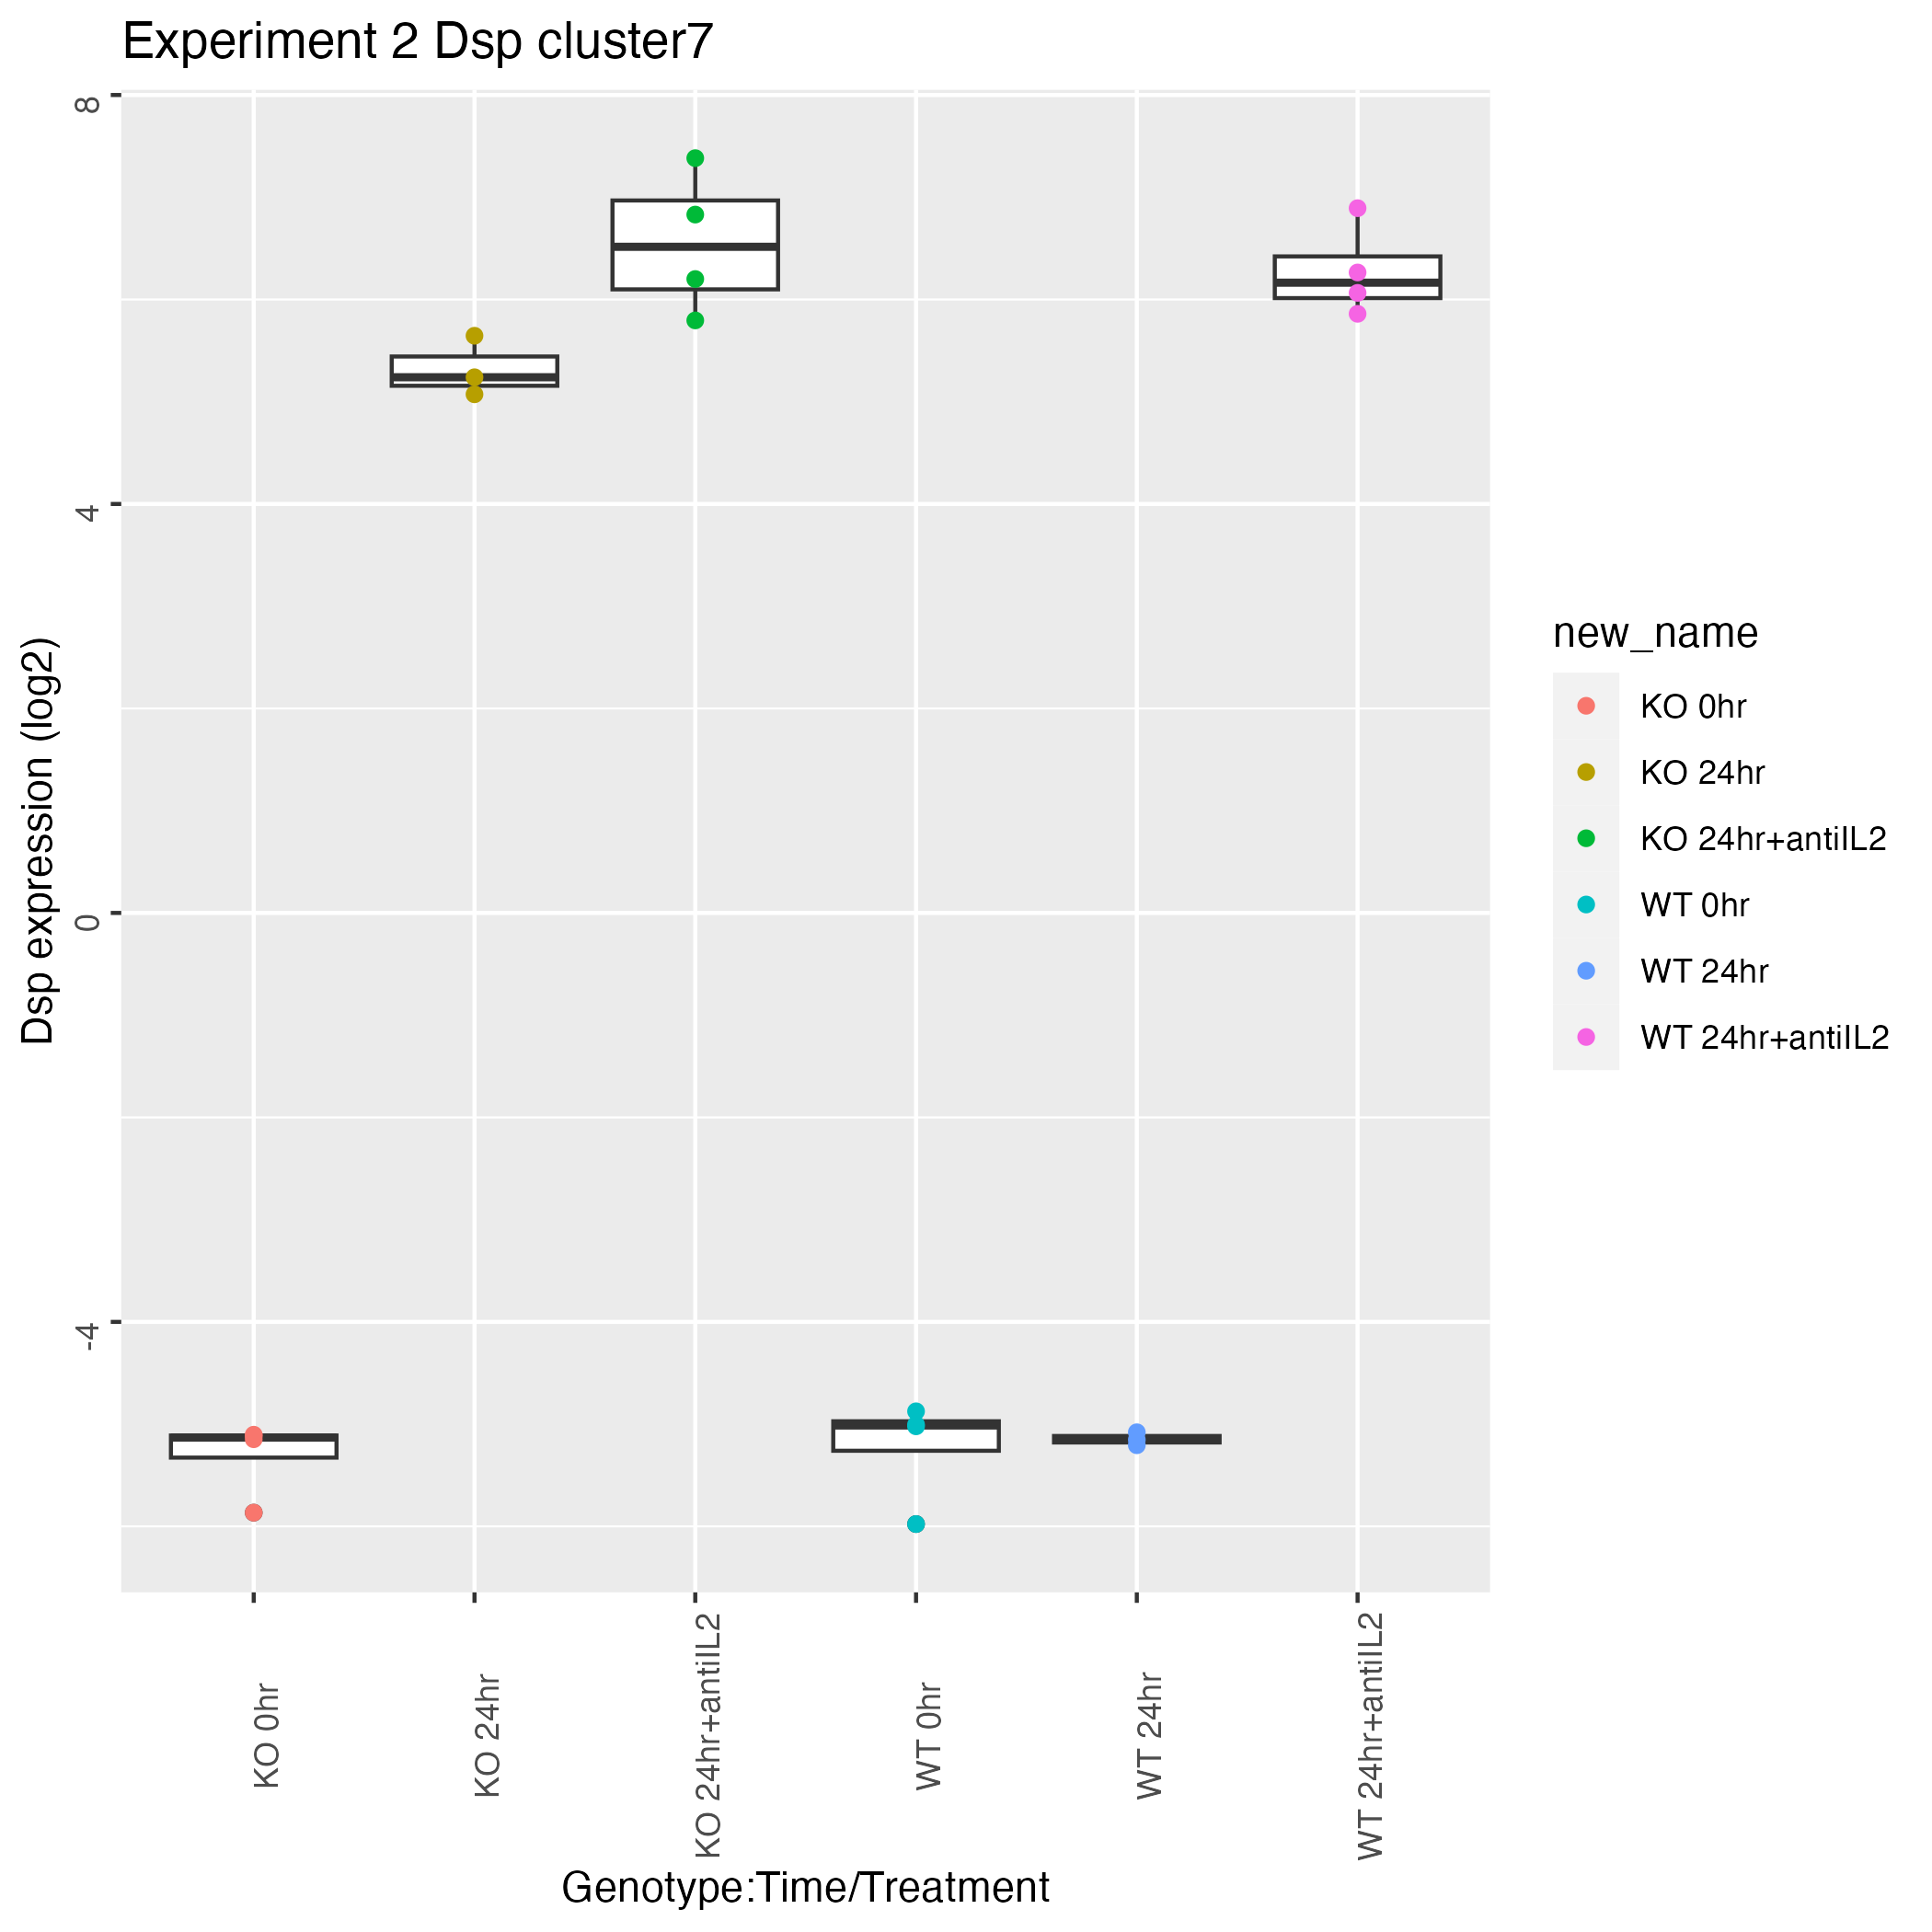 Experiment 2 Dsp cluster7
8
4
0
-4
Dsp expression (log2)
KO 0hr
KO 24hr
KO 24hr+antiIL2
WT 0hr
WT 24hr
WT 24hr+antiIL2
Genotype:Time/Treatment
new_name
KO 0hr
KO 24hr
KO 24hr+antiIL2
WT 0hr
WT 24hr
WT 24hr+antiIL2